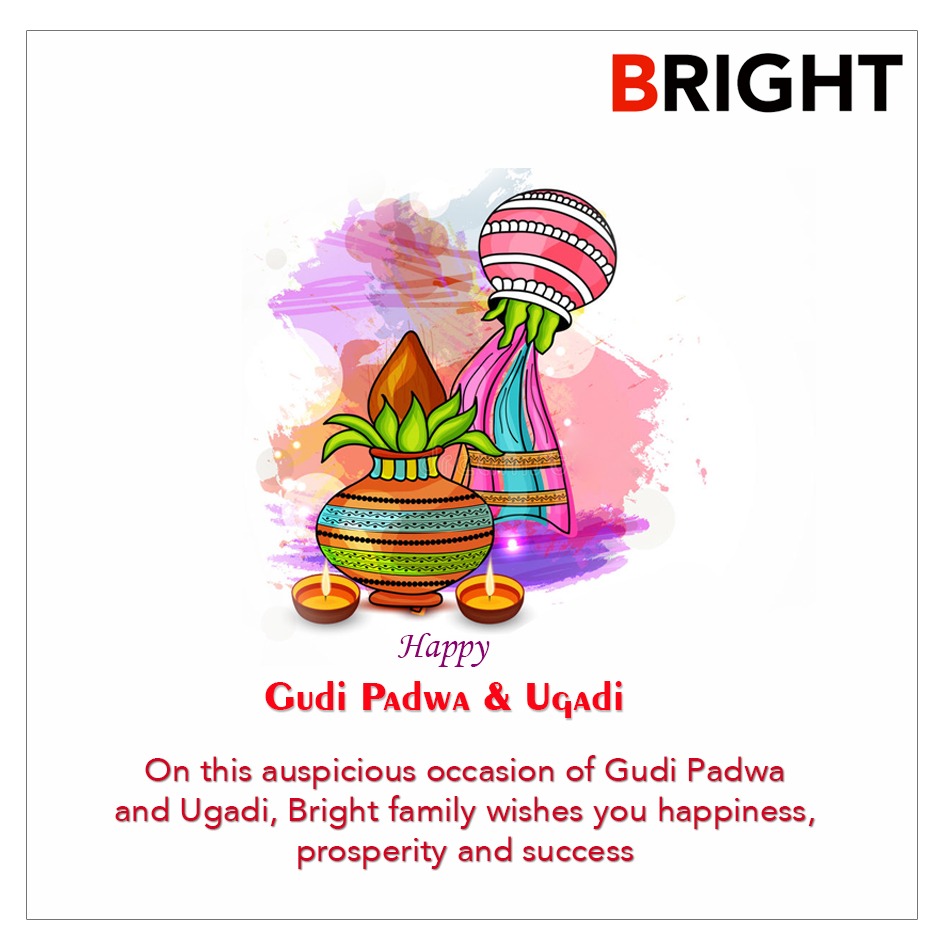 BRIGHT
Happy
Gudi Padwa & Ugadi
On this auspicious occasion of Gudi Padwa
and Ugadi, Bright family wishes you happiness,
prosperity and success